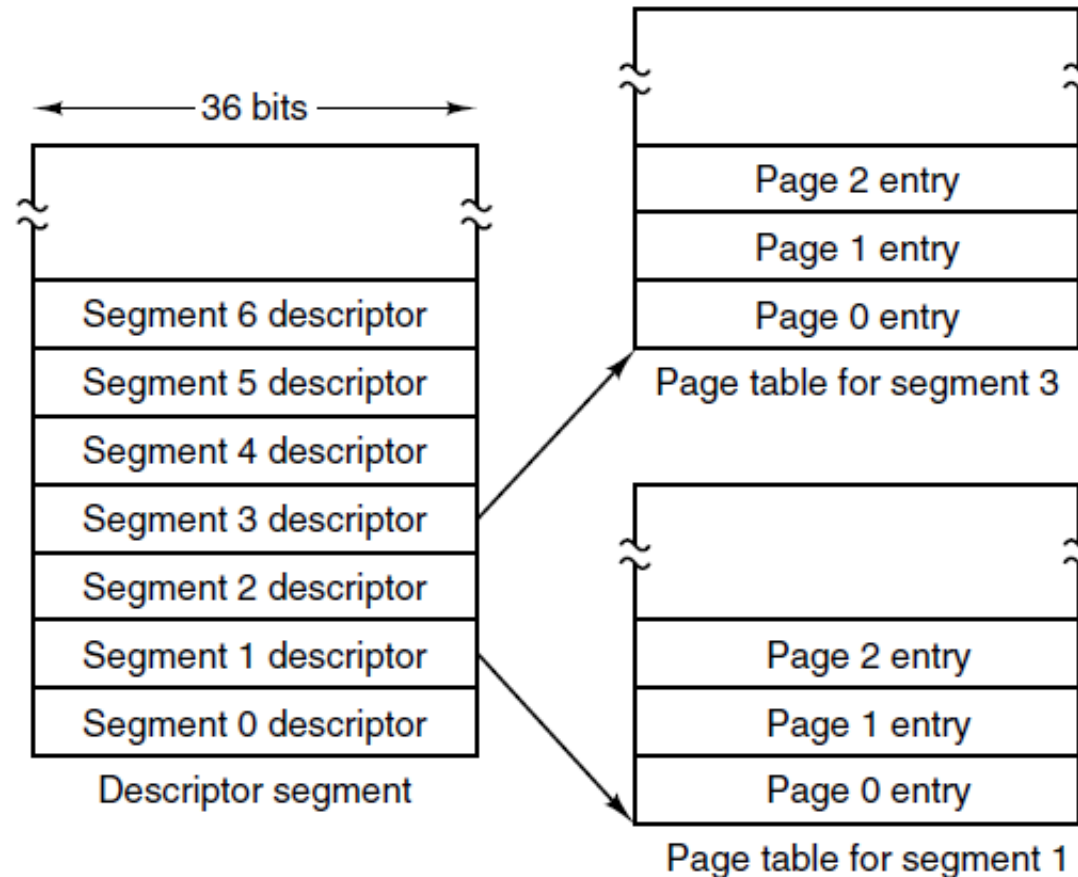 36 bits
Segment 6 descriptor
Segment 5 descriptor
Segment 4 descriptor
Segment 3 descriptor
Segment 2 descriptor
Segment 1 descriptor
Segment 0 descriptor
Descriptor segment
Page 2 entry
Page 1 entry
Page 0 entry
Page table for segment 3
Page 2 entry
Page 1 entry
Page 0 entry
Page table for segment 1